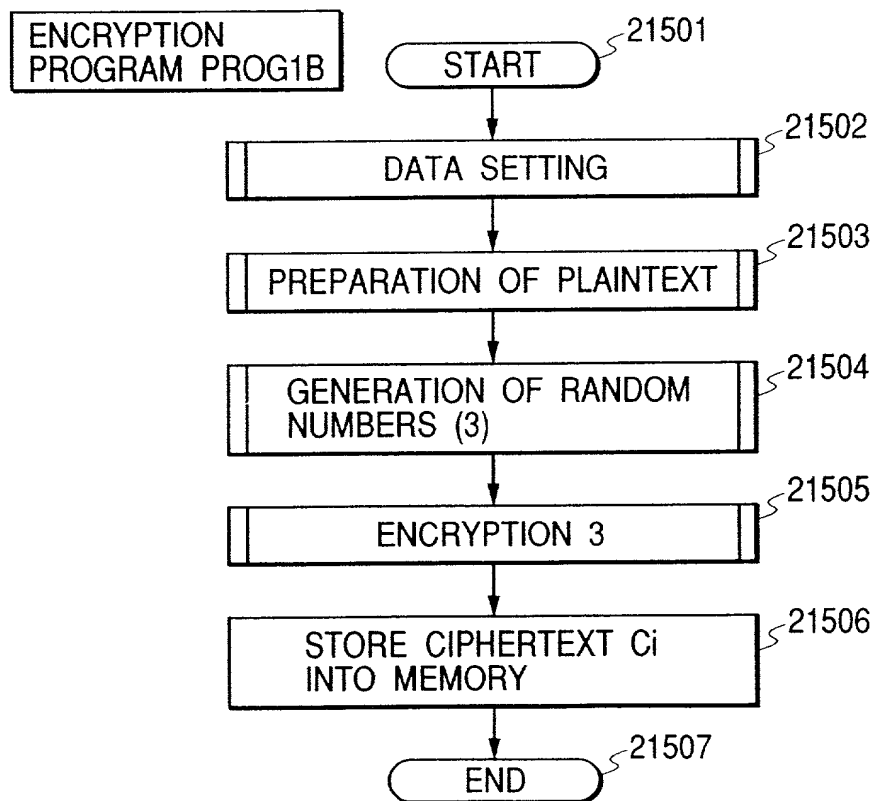 ENCRYPTION
PROGRAM PROG1B
21501
START
21502
DATA SETTING
21503
PREPARATION OF PLAINTEXT
21504
GENERATION OF RANDOM
NUMBERS (3)
21505
ENCRYPTION 3
21506
STORE CIPHERTEXT Ci
INTO MEMORY
21507
END